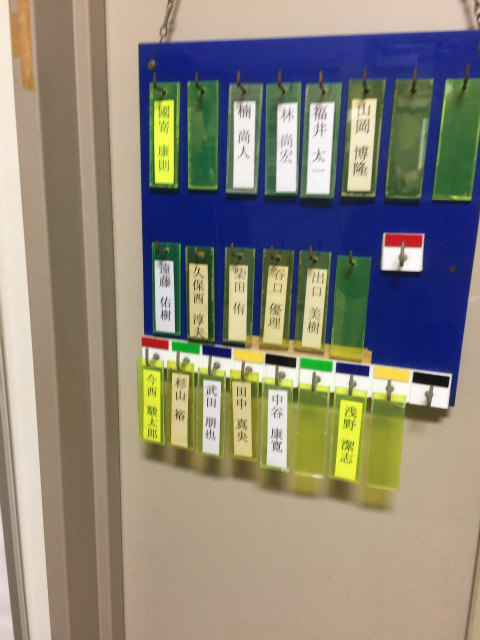 國嵜 康則
楠 尚人
林 尚宏
福井 太一
山岡 博隆
遠藤 佑樹
久保西 淳夫
柴田 侑
谷口 優理
出口 美樹
今西 駿太郎
杉山 裕
武田 朋也
田中 真央
中谷 康寛
浅野 潔志